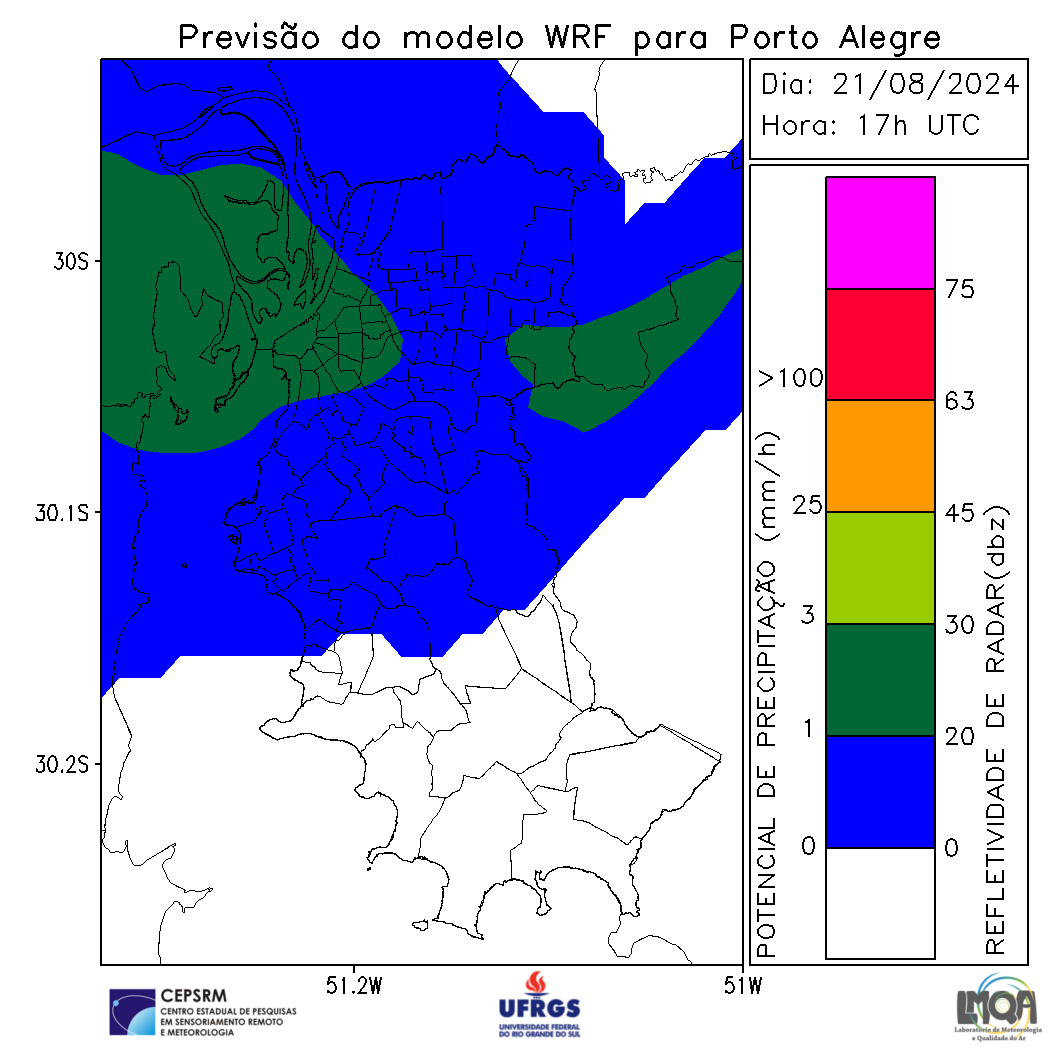 Previsão do modelo WRF para Porto Alegre
Dia: 21/08/2024
Hora: 17h UTC
30S
30.1S
30.2S
51.2W
51W
POTENCIAL DE PRECIPITAÇÃO (mm/h)
>100
25
3
1
0
75
63
45
30
20
0
REFLETIVIDADE DE RADAR(dbz)
CEPSRM
CENTRO ESTADUAL DE PESQUISAS
EM SENSORIAMENTO REMOTO
E METEOROLOGIA
UFRGS
UNIVERSIDADE FEDERAL
DO RIO GRANDE DO SUL
LMQA
Laboratório de Meteorologia
e Qualidade do Ar